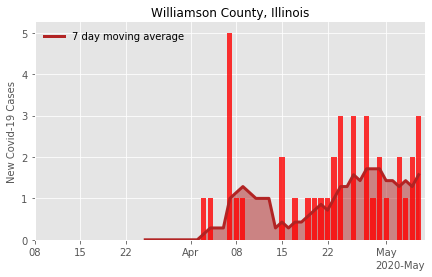 Williamson County, Illinois
7 day moving average
New Covid-19 Cases
5
4
3
2
1
0
08 15 22 Apr 08 15 22 May
2020-May